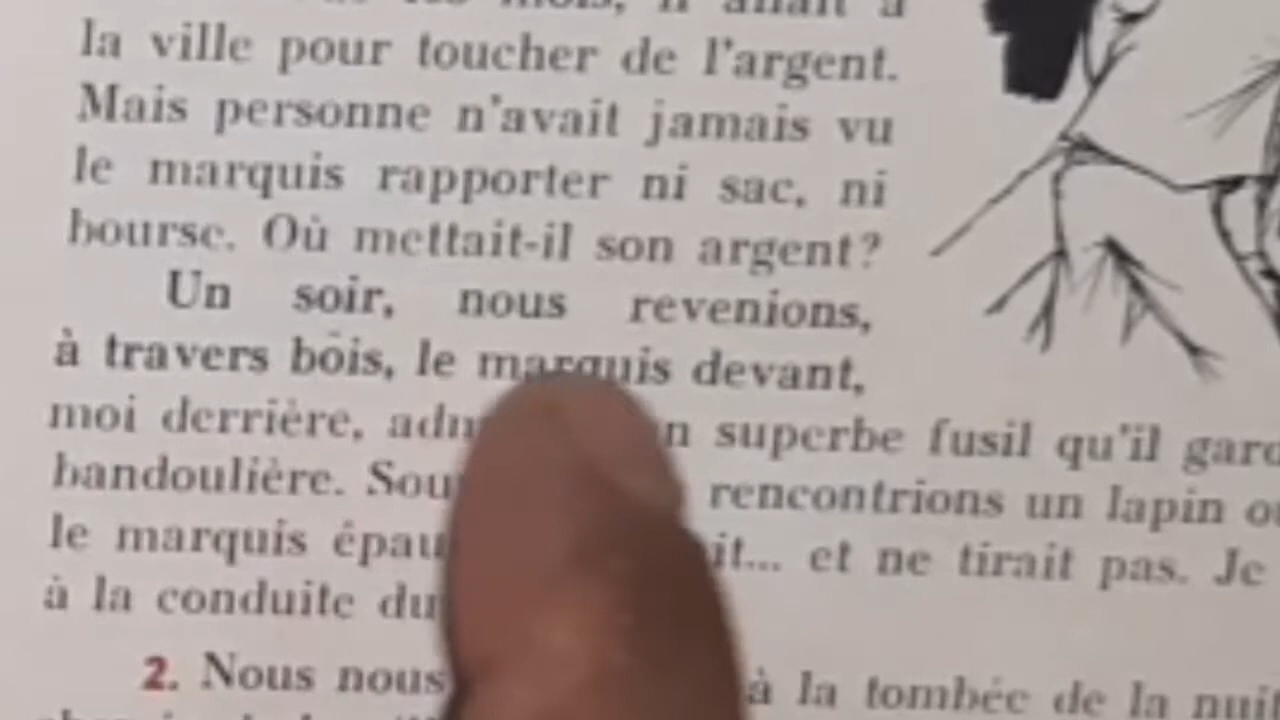 la ville pour toucher de l'argent.
Mais personne n'avait jamais vu
le marquis rapporter ni sac, ni
bourse. Où mettait-il son argent?
Un soir, nous revenions,
à travers bois, le marquis devant,
moi derrière, superbe fusil qu'il
bandoulière. rencontrions un lapin
le marquis et ne tirait pas. Je
à la conduite du
2. Nous nous à la tombée de la nuit